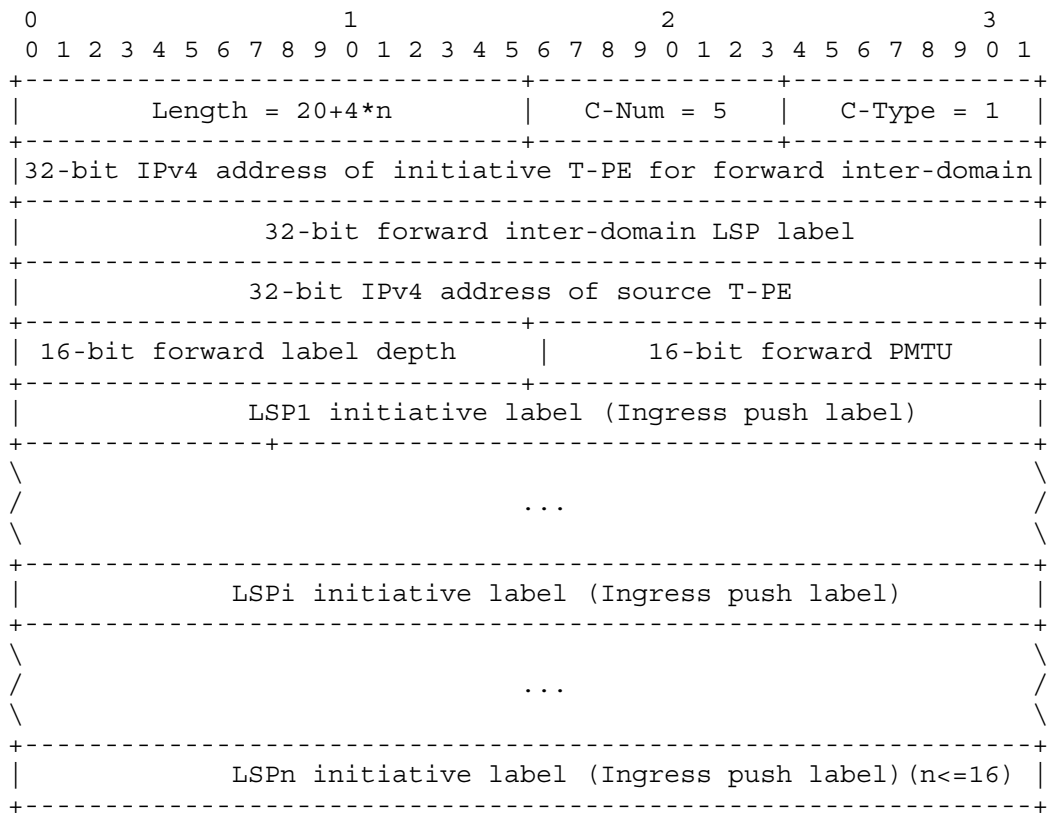 0                   1                   2                   3
0 1 2 3 4 5 6 7 8 9 0 1 2 3 4 5 6 7 8 9 0 1 2 3 4 5 6 7 8 9 0 1
+-------------------------------+---------------+---------------+
|        Length = 20+4*n        |   C-Num = 5   |   C-Type = 1  |
+-------------------------------+---------------+---------------+
|32-bit IPv4 address of initiative T-PE for forward inter-domain|
+---------------------------------------------------------------+
|               32-bit forward inter-domain LSP label           |
+---------------------------------------------------------------+
|              32-bit IPv4 address of source T-PE               |
+-------------------------------+-------------------------------+
| 16-bit forward label depth     |      16-bit forward PMTU     |
+-------------------------------+-------------------------------+
|              LSP1 initiative label (Ingress push label)       |
+---------------+-----------------------------------------------+
\                                                               \
/                               ...                             /
\                                                               \
+---------------------------------------------------------------+
|             LSPi initiative label (Ingress push label)        |
+---------------------------------------------------------------+
\                                                               \
/                               ...                             /
\                                                               \
+---------------------------------------------------------------+
|             LSPn initiative label (Ingress push label)(n<=16) |
+---------------------------------------------------------------+